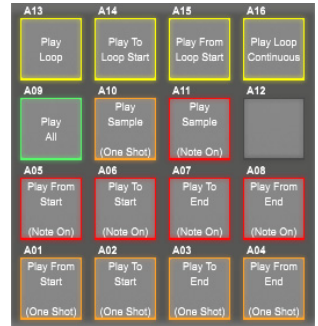 A13 A14 A15 A16
Play Loop
Play To Loop Start
Play From Loop Start
Play Loop Continuous
A09 A10 A11 A12
Play All
Play Sample (One Shot)
Play Sample (Note On)
A05 A06 A07 A08
Play From Start (Note On)
Play To Start (Note On)
Play To End (Note On)
Play From End (Note On)
A01 A02 A03 A04
Play From Start (One Shot)
Play To Start (One Shot)
Play To End (One Shot)
Play From End (One Shot)